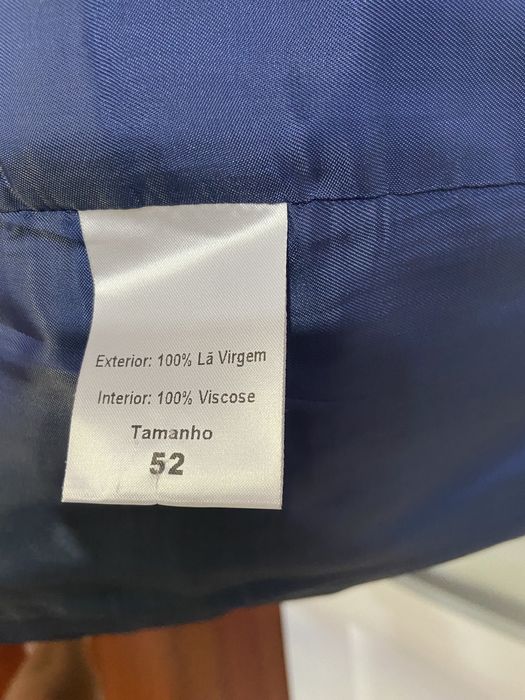 Exterior: 100% Lã Virgem
Interior: 100% Viscose
Tamanho
52